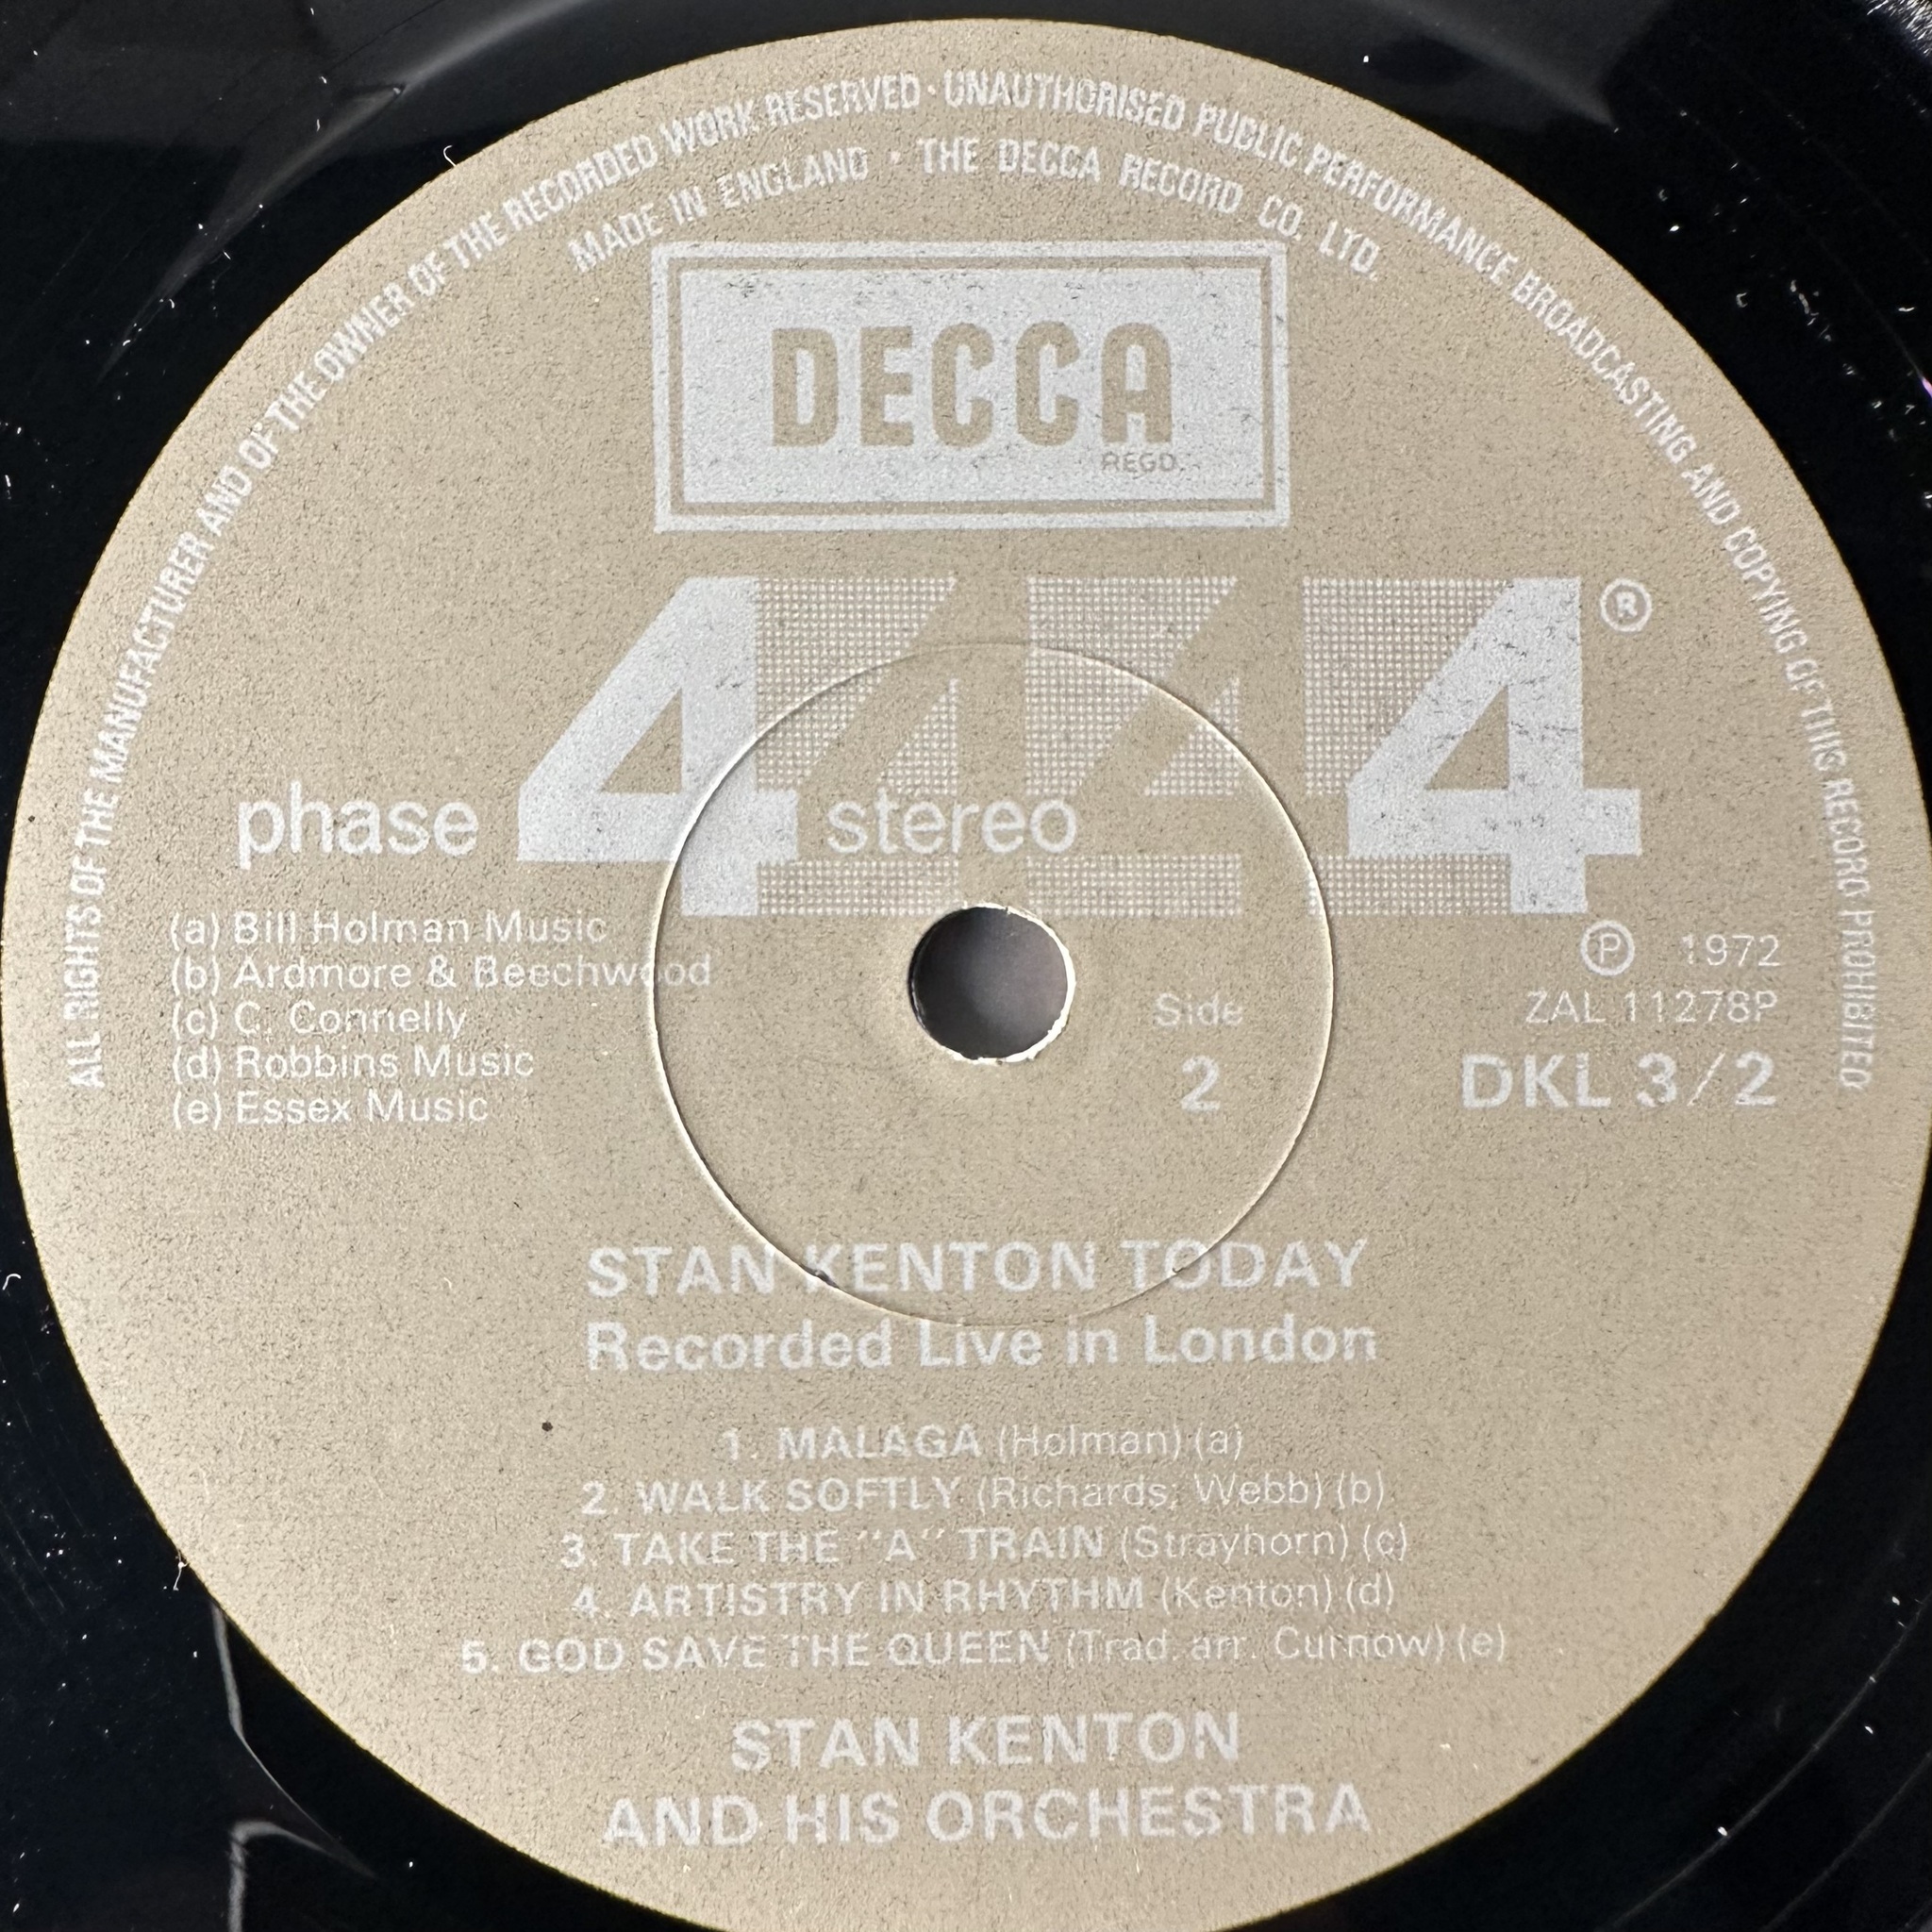 ALL RIGHTS OF THE MANUFACTURER AND OF THE OWNER OF THE RECORDED WORK RESERVED · UNAUTHORISED PUBLIC PERFORMANCE BROADCASTING AND COPYING OF THIS RECORD PROHIBITED
MADE IN ENGLAND · THE DECCA RECORD CO. LTD.
DECCA
REGD.
phase 4 stereo 4 ®
(a) Bill Holman Music
(b) Ardmore & Beechwood
(c) C. Connelly
(d) Robbins Music
(e) Essex Music
Side
2
℗ 1972
ZAL 11278P
DKL 3/2
STAN KENTON TODAY
Recorded Live in London
1. MALAGA (Holman) (a)
2. WALK SOFTLY (Richards; Webb) (b)
3. TAKE THE "A" TRAIN (Strayhorn) (c)
4. ARTISTRY IN RHYTHM (Kenton) (d)
5. GOD SAVE THE QUEEN (Trad. arr. Curnow) (e)
STAN KENTON
AND HIS ORCHESTRA